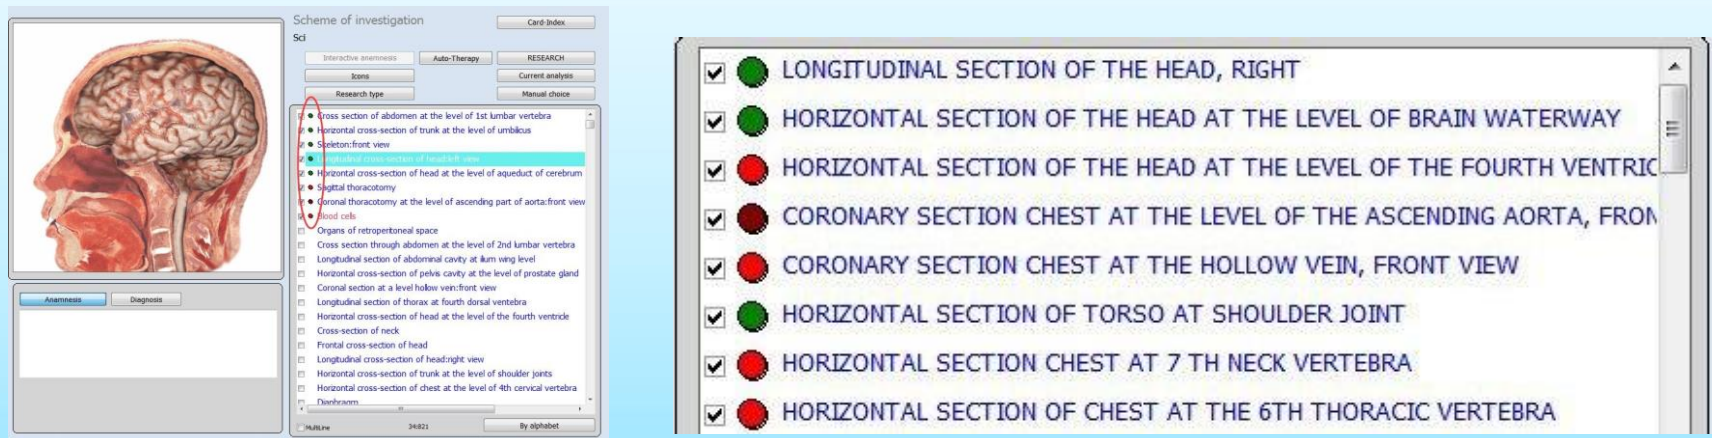 Scheme of investigation
Card-Index
Sci
Interactive anemnesis
Auto-Therapy
RESEARCH
Icons
Current analysis
Research type
Manual choice
Cross section of abdomen at the level of 1st lumbar vertebra
Horizontal cross-section of trunk at the level of umbilicus
Skeleton:front view
Longitudinal cross-section of head:left view
Horizontal cross-section of head at the level of aqueduct of cerebrum
Sagittal thoracotomy
Coronal thoracotomy at the level of ascending part of aorta:front view
Blood cells
Organs of retroperitoneal space
Cross section through abdomen at the level of 2nd lumbar vertebra
Longitudinal section of abdominal cavity at ilium wing level
Horizontal cross-section of pelvis cavity at the level of prostate gland
Coronal section at a level hollow vein:front view
Longitudinal section of thorax at fourth dorsal ventebra
Horizontal cross-section of head at the level of the fourth ventricle
Cross-section of neck
Frontal cross-section of head
Longitudinal cross-section of head:right view
Horizontal cross-section of trunk at the level of shoulder joints
Horizontal cross-section of chest at the level of 4th cervical vertebra
Diaphragm
MultiLine
34:021
By alphabet
Anamnesis
Diagnosis
LONGITUDINAL SECTION OF THE HEAD, RIGHT
HORIZONTAL SECTION OF THE HEAD AT THE LEVEL OF BRAIN WATERWAY
HORIZONTAL SECTION OF THE HEAD AT THE LEVEL OF THE FOURTH VENTRIC
CORONARY SECTION CHEST AT THE LEVEL OF THE ASCENDING AORTA, FRON
CORONARY SECTION CHEST AT THE HOLLOW VEIN, FRONT VIEW
HORIZONTAL SECTION OF TORSO AT SHOULDER JOINT
HORIZONTAL SECTION CHEST AT 7 TH NECK VERTEBRA
HORIZONTAL SECTION OF CHEST AT THE 6TH THORACIC VERTEBRA